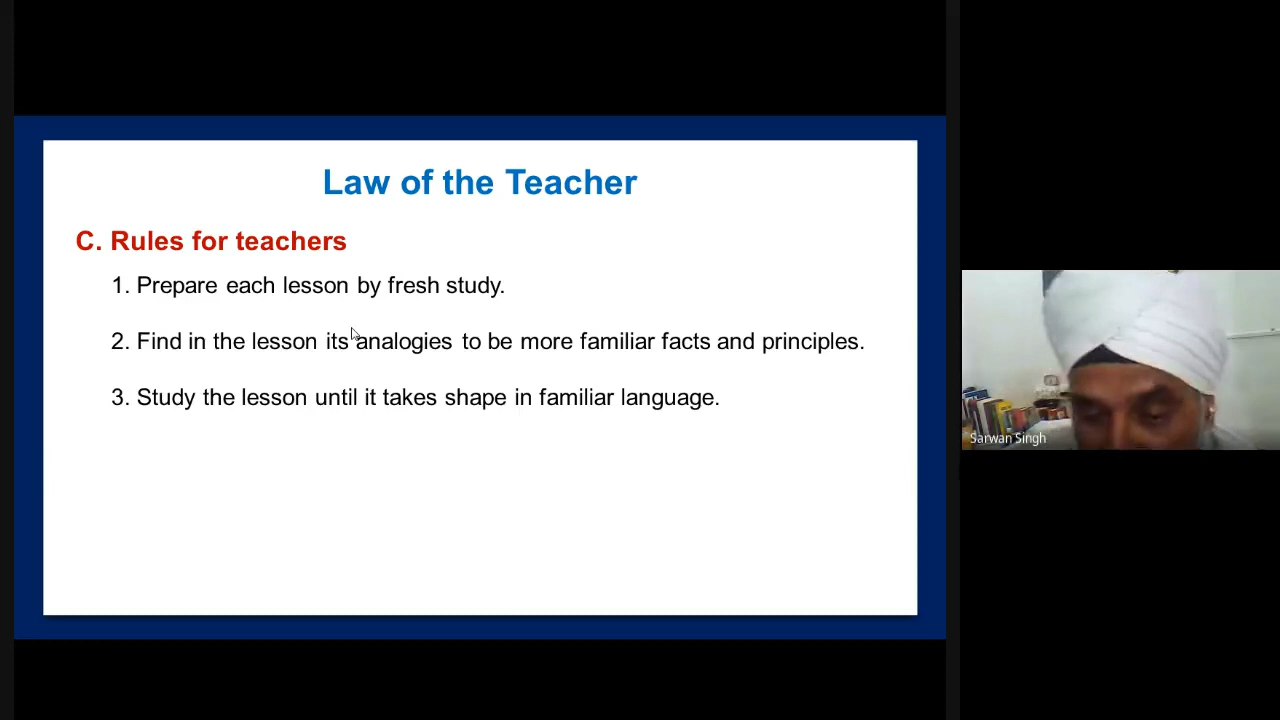 Law of the Teacher
C. Rules for teachers
1. Prepare each lesson by fresh study.
2. Find in the lesson its analogies to be more familiar facts and principles.
3. Study the lesson until it takes shape in familiar language.
Sarwan Singh